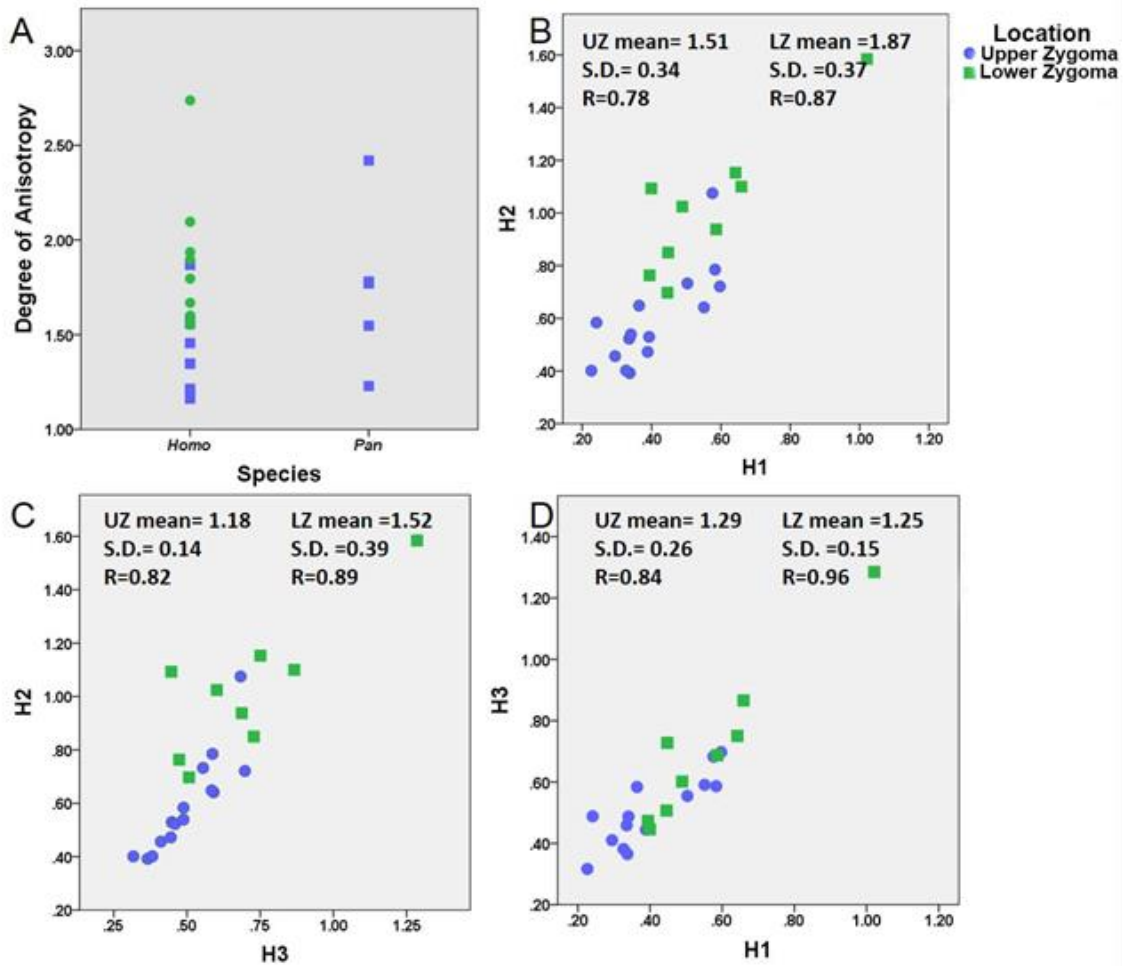 A
3.00
2.50
2.00
1.50
1.00
Degree of Anisotropy
Homo Pan
Species
B
UZ mean= 1.51 LZ mean =1.87
S.D.= 0.34 S.D. =0.37
R=0.78 R=0.87
1.60
1.40
1.20
1.00
.80
.60
.40
.20
H2
.20 .40 .60 .80 1.00 1.20
H1
Location
Upper Zygoma
Lower Zygoma
C
UZ mean= 1.18 LZ mean =1.52
S.D.= 0.14 S.D. =0.39
R=0.82 R=0.89
1.60
1.40
1.20
1.00
.80
.60
.40
.20
H2
.25 .50 .75 1.00 1.25
H3
D
UZ mean= 1.29 LZ mean =1.25
S.D.= 0.26 S.D. =0.15
R=0.84 R=0.96
1.40
1.20
1.00
.80
.60
.40
.20
H3
.20 .40 .60 .80 1.00 1.20
H1